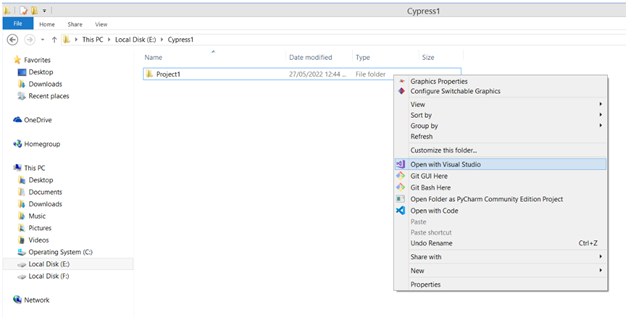 Cypress1
File
Home
Share
View
This PC
Local Disk (E:)
Cypress1
Name
Date modified
Type
Size
Favorites
Desktop
Downloads
Recent places
OneDrive
Homegroup
This PC
Desktop
Documents
Downloads
Music
Pictures
Videos
Operating System (C:)
Local Disk (E:)
Local Disk (F:)
Network
Project1
27/05/2022 12:44 ...
File folder
Graphics Properties
Configure Switchable Graphics
View
Sort by
Group by
Refresh
Customize this folder...
Open with Visual Studio
Git GUI Here
Git Bash Here
Open Folder as PyCharm Community Edition Project
Open with Code
Paste
Paste shortcut
Undo Rename Ctrl+Z
Share with
New
Properties